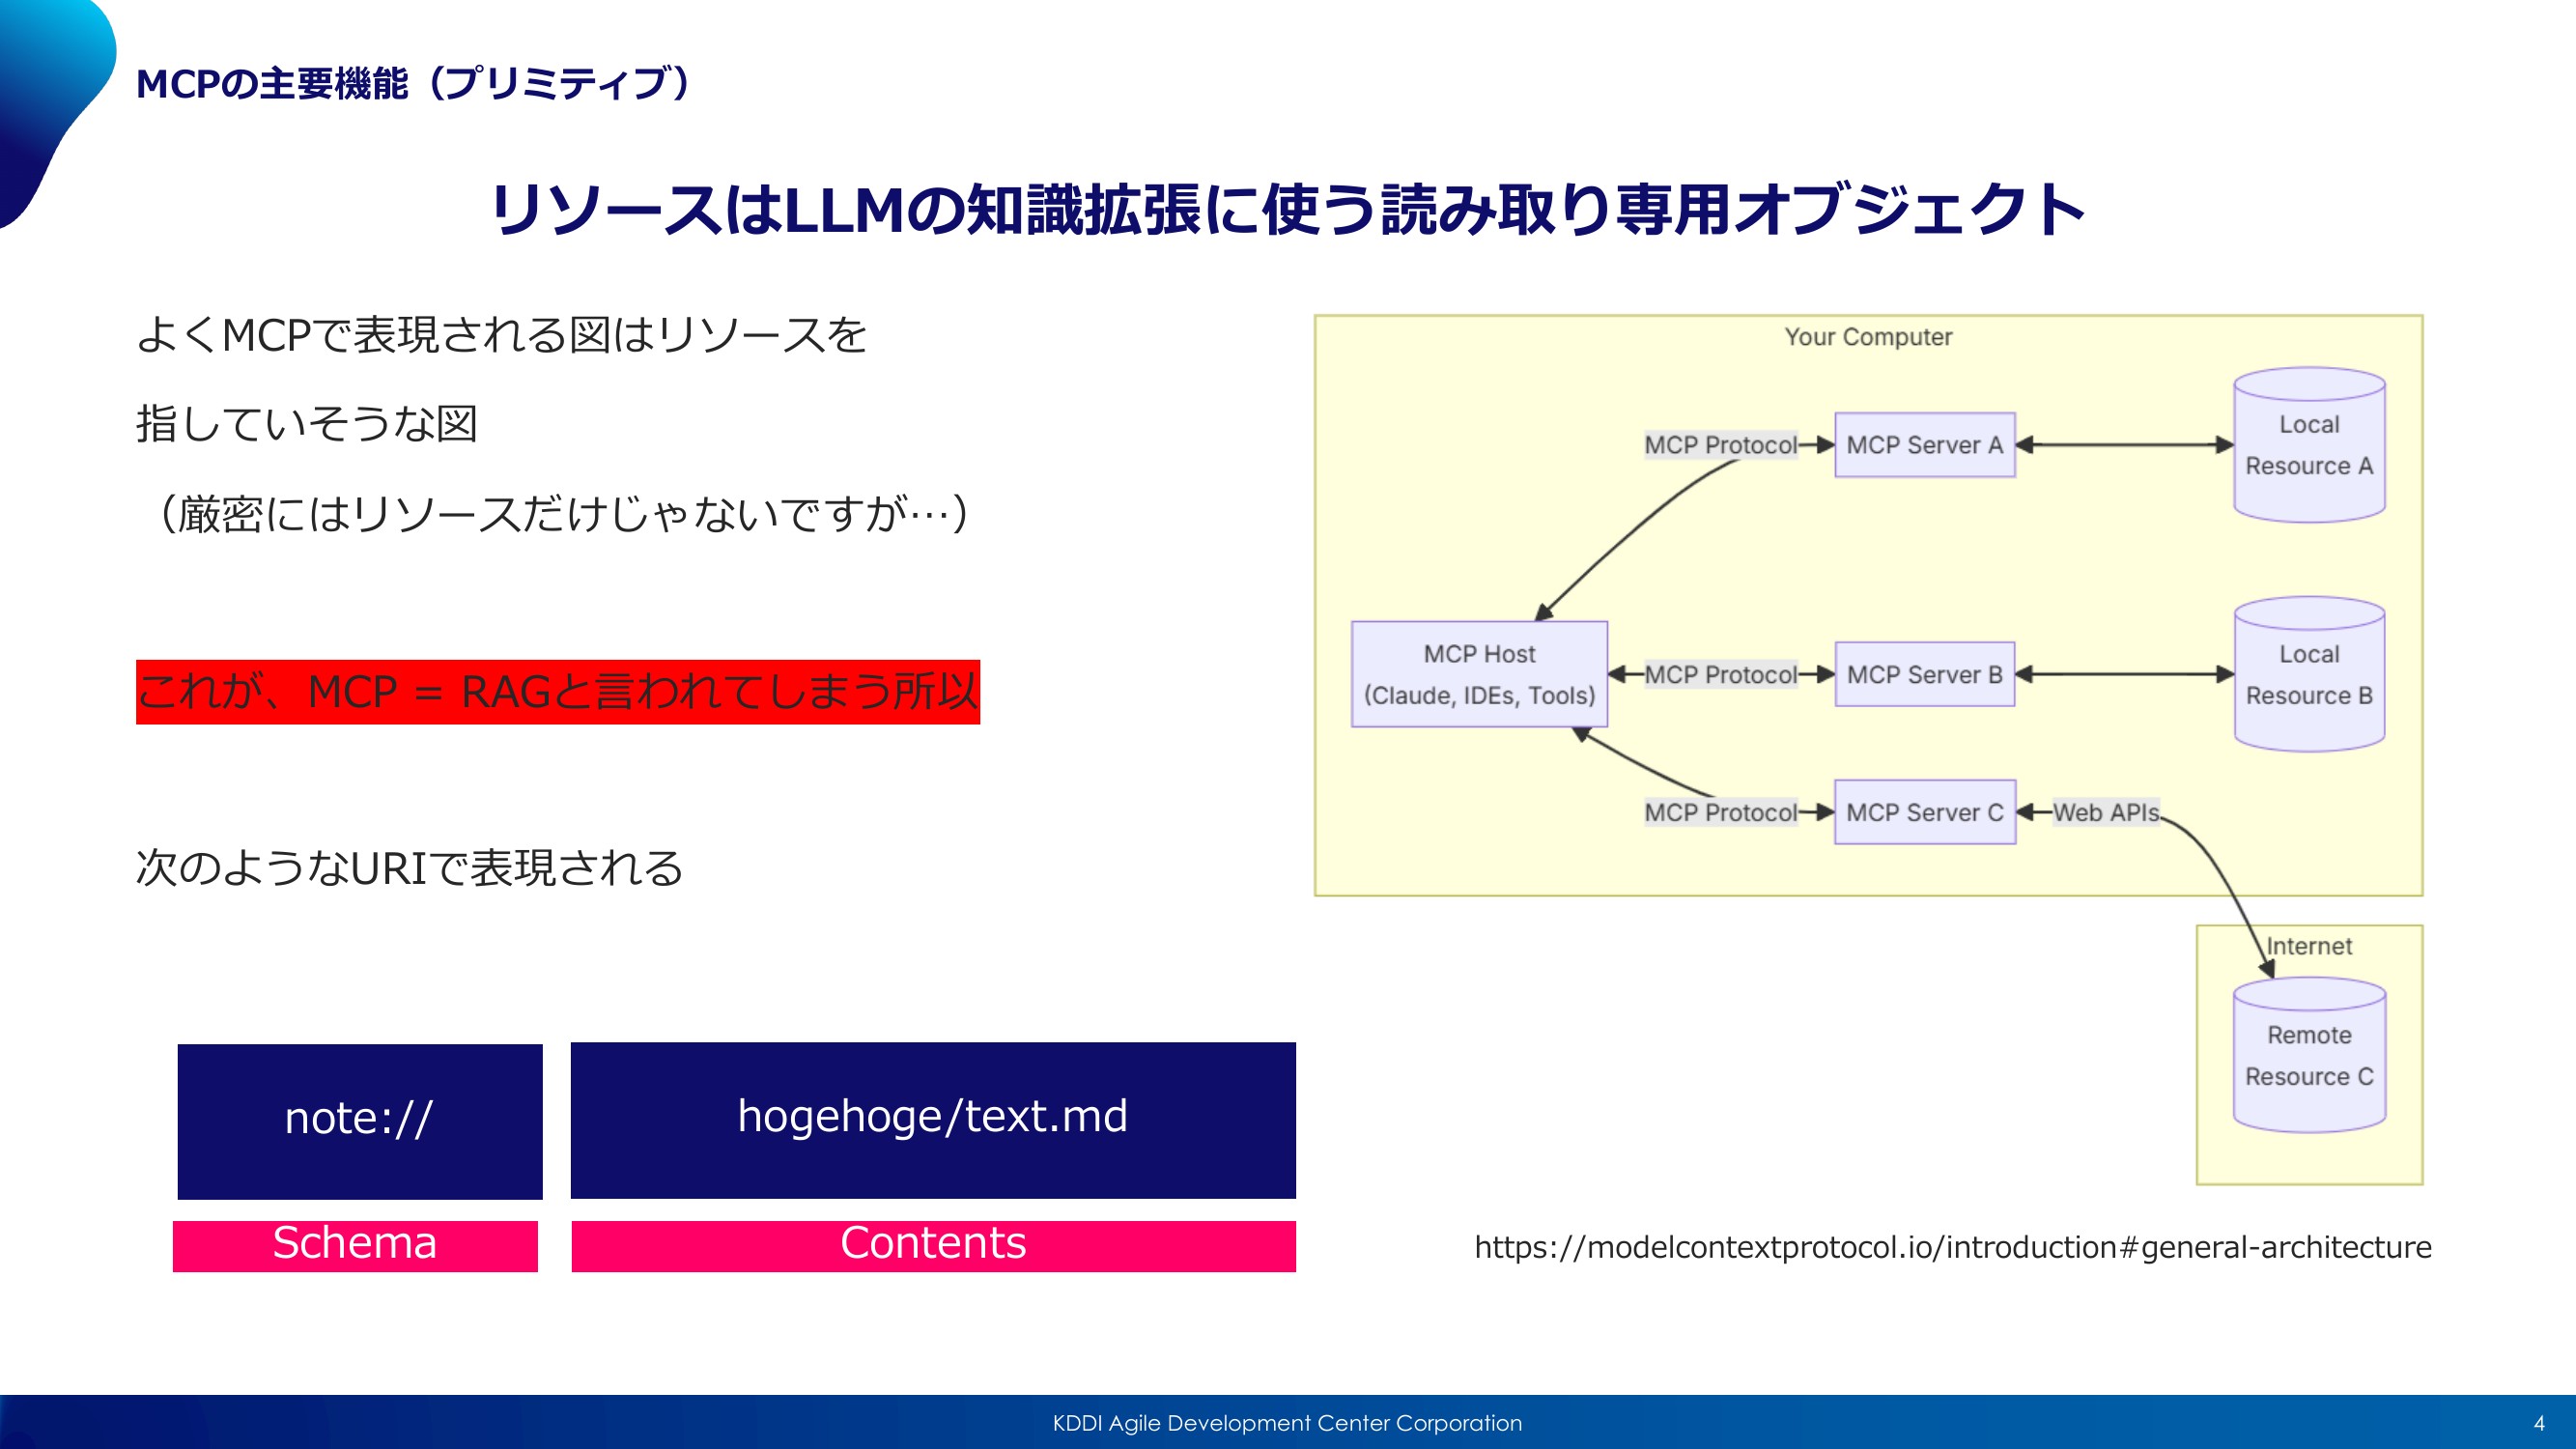 MCPの主要機能（プリミティブ）
リソースはLLMの知識拡張に使う読み取り専用オブジェクト
よくMCPで表現される図はリソースを
指していそうな図
（厳密にはリソースだけじゃないですが…）
これが、MCP = RAGと言われてしまう所以
次のようなURIで表現される
note://
hogehoge/text.md
Schema
Contents
Your Computer
MCP Protocol
MCP Server A
Local
Resource A
MCP Host
(Claude, IDEs, Tools)
MCP Protocol
MCP Server B
Local
Resource B
MCP Protocol
MCP Server C
Web APIs
Internet
Remote
Resource C
https://modelcontextprotocol.io/introduction#general-architecture
KDDI Agile Development Center Corporation
4